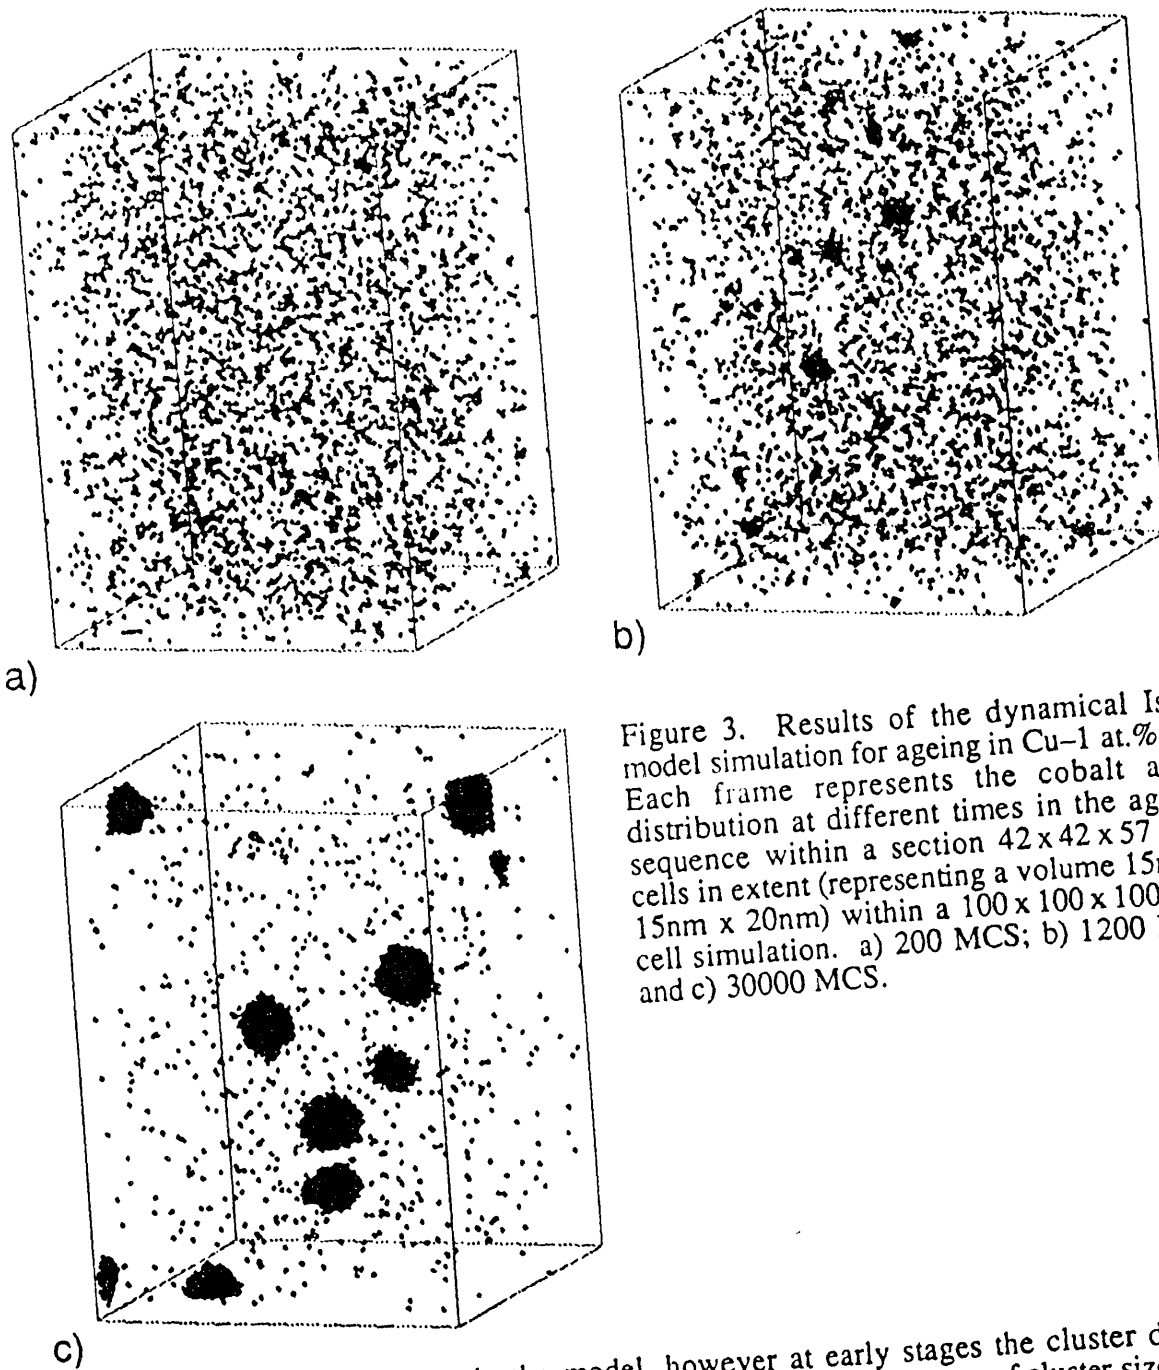 a)
b)
Figure 3. Results of the dynamical Is
model simulation for ageing in Cu–1 at.%
Each frame represents the cobalt a
distribution at different times in the ag
sequence within a section 42 x 42 x 57
cells in extent (representing a volume 15n
15nm x 20nm) within a 100 x 100 x 100
cell simulation. a) 200 MCS; b) 1200
and c) 30000 MCS.
c)
model, however at early stages the cluster d
of cluster siz